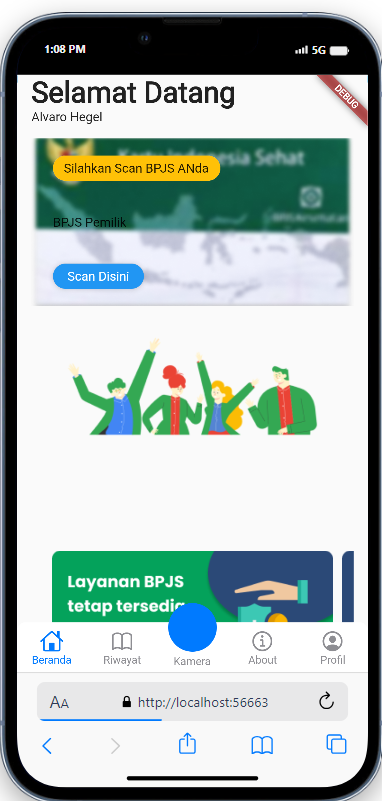 1:08 PM
5G
DEBUG
Selamat Datang
Alvaro Hegel
Kartu Indonesia Sehat
Silahkan Scan BPJS ANda
BPJS Pemilik
Scan Disini
Layanan BPJS
tetap tersedia
Beranda
Riwayat
Kamera
About
Profil
AA
http://localhost:56663